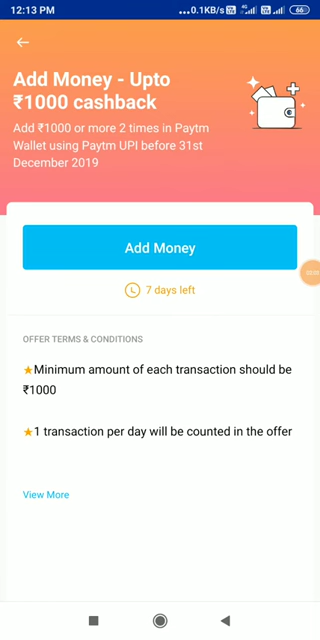 12:13 PM
...0.1KB/s
4G
66
Add Money - Upto
₹1000 cashback
Add ₹1000 or more 2 times in Paytm
Wallet using Paytm UPI before 31st
December 2019
Add Money
7 days left
OFFER TERMS & CONDITIONS
★Minimum amount of each transaction should be
₹1000
★1 transaction per day will be counted in the offer
View More